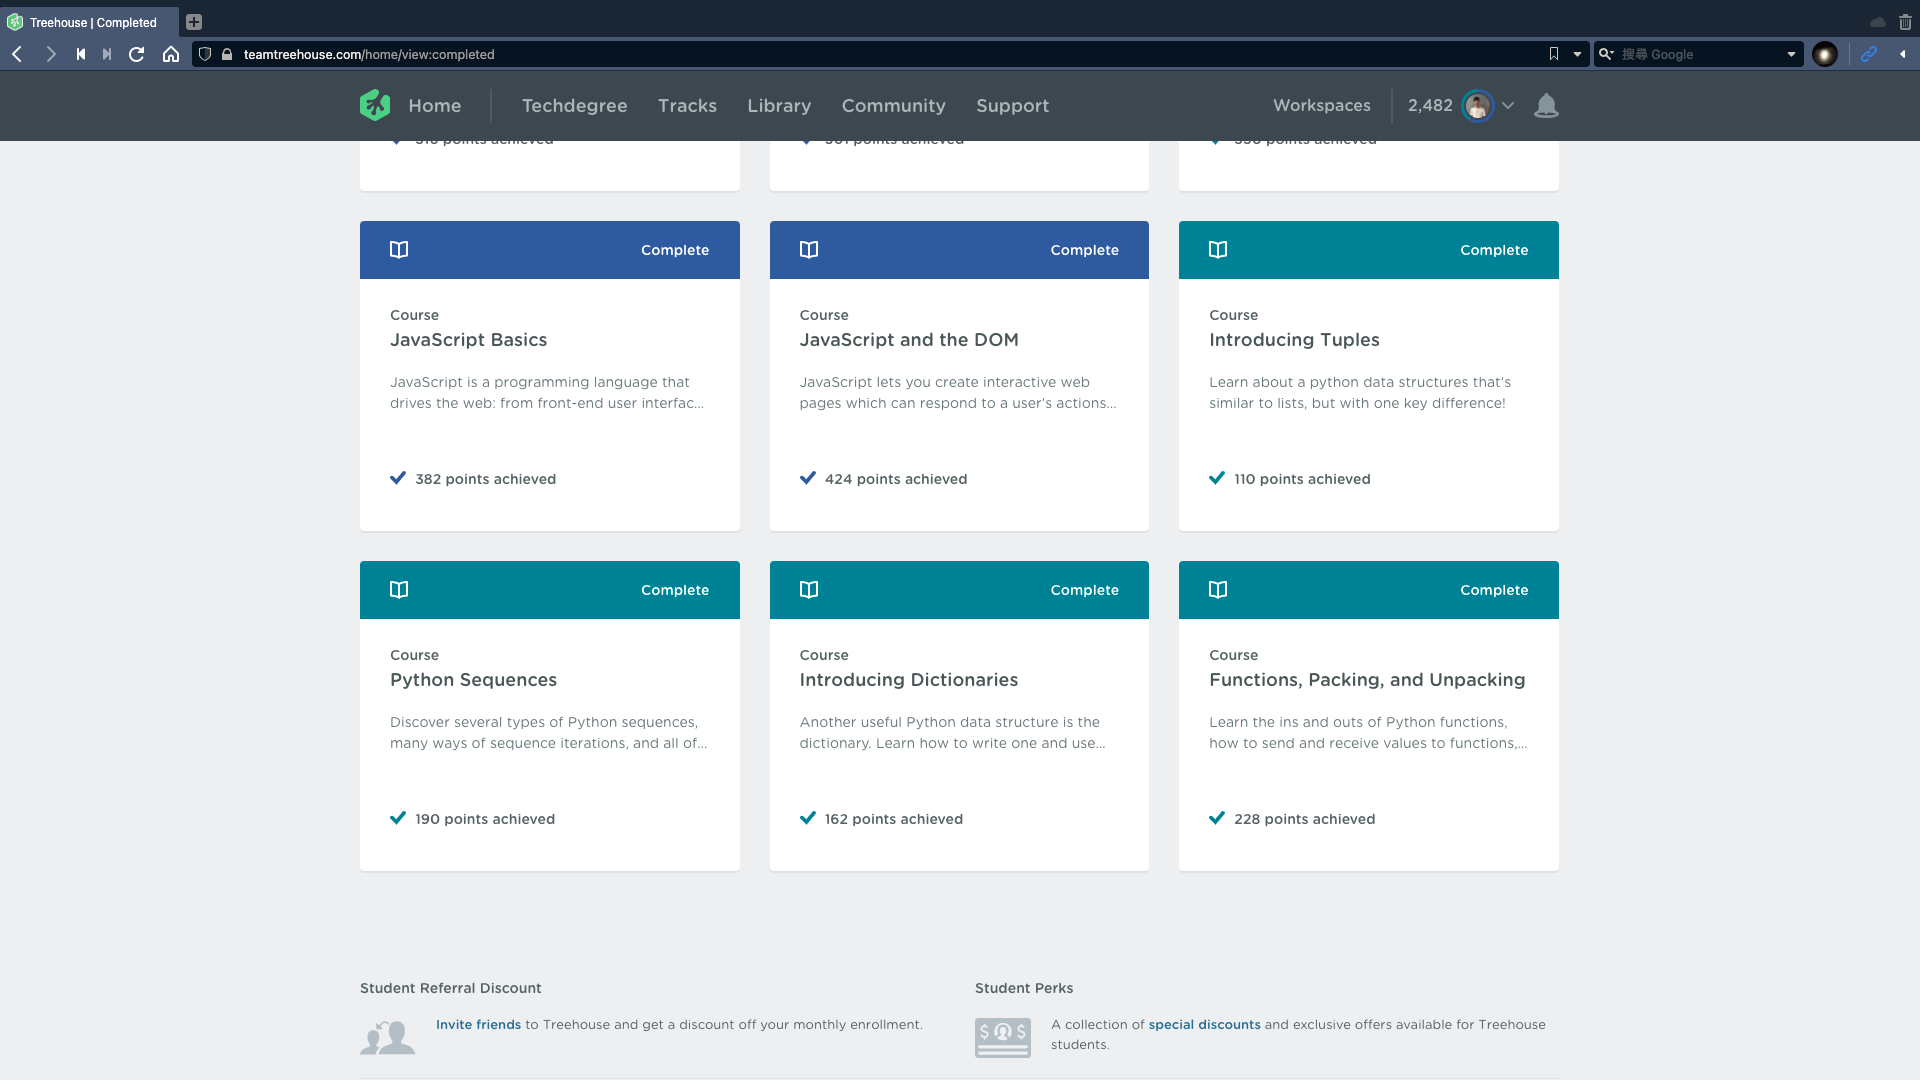 Treehouse | Completed
teamtreehouse.com/home/view:completed
搜尋 Google
Home
Techdegree
Tracks
Library
Community
Support
Workspaces
2,482
points achieved
points achieved
points achieved
Complete
Course
JavaScript Basics
JavaScript is a programming language that
drives the web: from front-end user interfac...
382 points achieved
Complete
Course
JavaScript and the DOM
JavaScript lets you create interactive web
pages which can respond to a user's actions...
424 points achieved
Complete
Course
Introducing Tuples
Learn about a python data structures that's
similar to lists, but with one key difference!
110 points achieved
Complete
Course
Python Sequences
Discover several types of Python sequences,
many ways of sequence iterations, and all of...
190 points achieved
Complete
Course
Introducing Dictionaries
Another useful Python data structure is the
dictionary. Learn how to write one and use...
162 points achieved
Complete
Course
Functions, Packing, and Unpacking
Learn the ins and outs of Python functions,
how to send and receive values to functions,...
228 points achieved
Student Referral Discount
Invite friends to Treehouse and get a discount off your monthly enrollment.
Student Perks
A collection of special discounts and exclusive offers available for Treehouse
students.